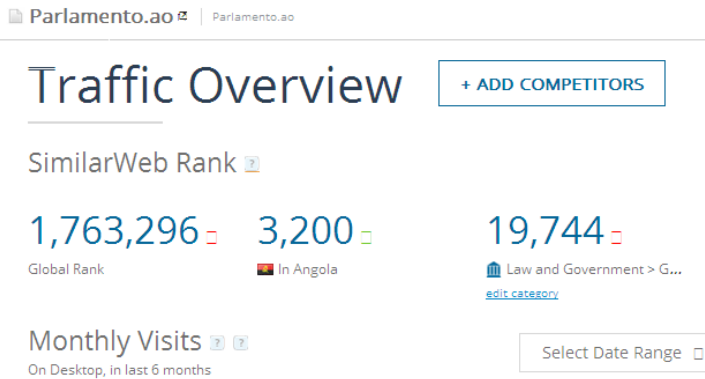 Parlamento.ao Parlamento.ao
Traffic Overview
+ ADD COMPETITORS
SimilarWeb Rank ?
1,763,296 3,200 19,744
Global Rank In Angola Law and Government > G...
edit category
Monthly Visits ? ?
Select Date Range
On Desktop, in last 6 months